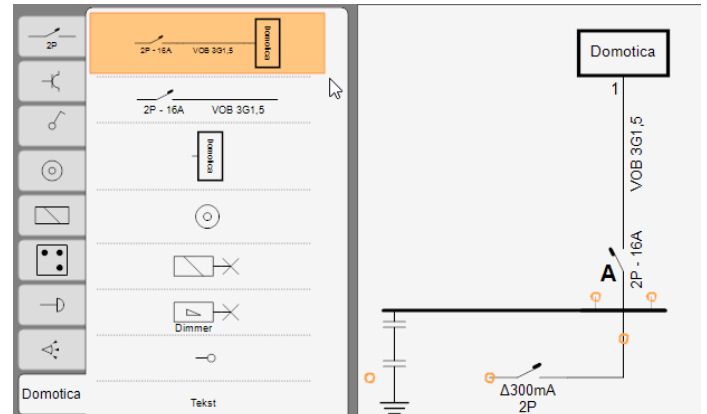 2P
Domotica
2P - 16A
VOB 3G1,5
Domotica
2P - 16A
VOB 3G1,5
Domotica
Dimmer
Tekst
Domotica
1
VOB 3G1,5
2P - 16A
A
Δ300mA
2P